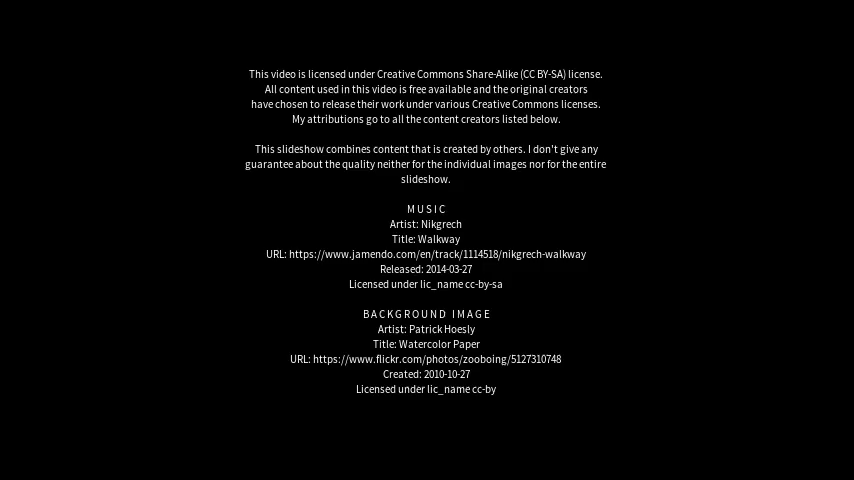 This video is licensed under Creative Commons Share-Alike (CC BY-SA) license.
All content used in this video is free available and the original creators
have chosen to release their work under various Creative Commons licenses.
My attributions go to all the content creators listed below.
This slideshow combines content that is created by others. I don't give any
guarantee about the quality neither for the individual images nor for the entire
slideshow.
MUSIC
Artist: Nikgrech
Title: Walkway
URL: https://www.jamendo.com/en/track/1114518/nikgrech-walkway
Released: 2014-03-27
Licensed under lic_name cc-by-sa
BACKGROUND IMAGE
Artist: Patrick Hoesly
Title: Watercolor Paper
URL: https://www.flickr.com/photos/zooboing/5127310748
Created: 2010-10-27
Licensed under lic_name cc-by